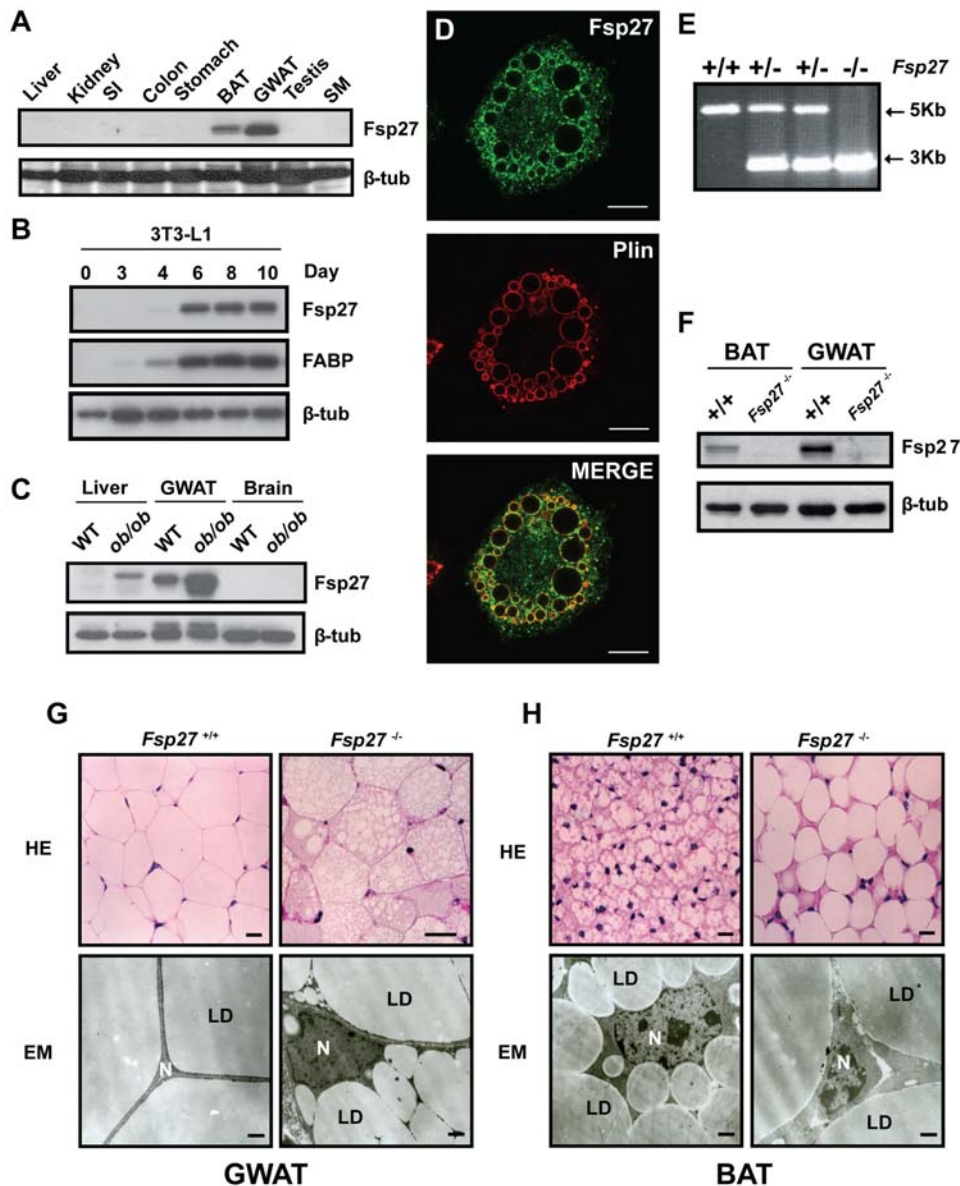 A
Liver Kidney SI Colon Stomach BAT GWAT Testis SM
Fsp27
β-tub
B
3T3-L1
0 3 4 6 8 10 Day
Fsp27
FABP
β-tub
C
Liver GWAT Brain
WT ob/ob WT ob/ob WT ob/ob
Fsp27
β-tub
D
Fsp27
Plin
MERGE
E
+/+ +/- +/- -/- Fsp27
← 5Kb
← 3Kb
F
BAT GWAT
+/+ Fsp27-/- +/+ Fsp27-/-
Fsp27
β-tub
G
Fsp27 +/+ Fsp27 -/-
HE
EM
LD
N
N
LD
GWAT
H
Fsp27 +/+ Fsp27 -/-
HE
EM
LD
N
LD
LD
N
LD
BAT